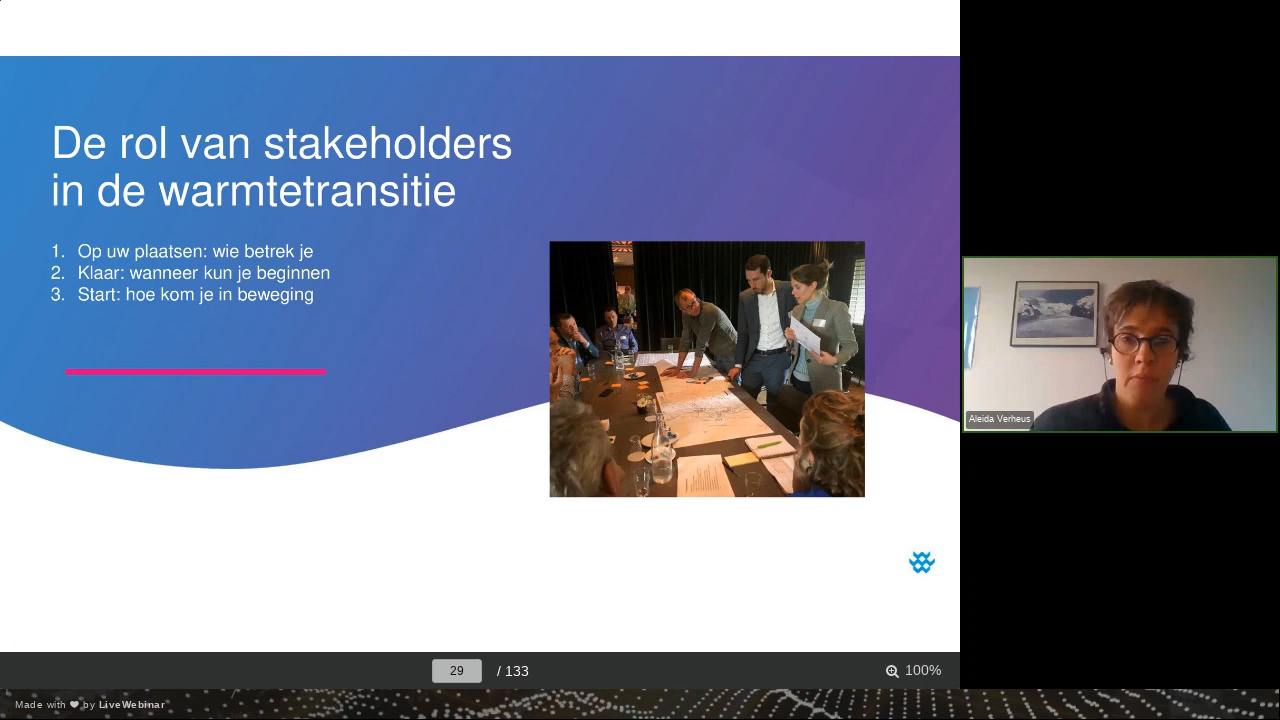 De rol van stakeholders
in de warmtetransitie
1. Op uw plaatsen: wie betrek je
2. Klaar: wanneer kun je beginnen
3. Start: hoe kom je in beweging
Aleida Verheus
29 / 133
100%
Made with ❤ by LiveWebinar